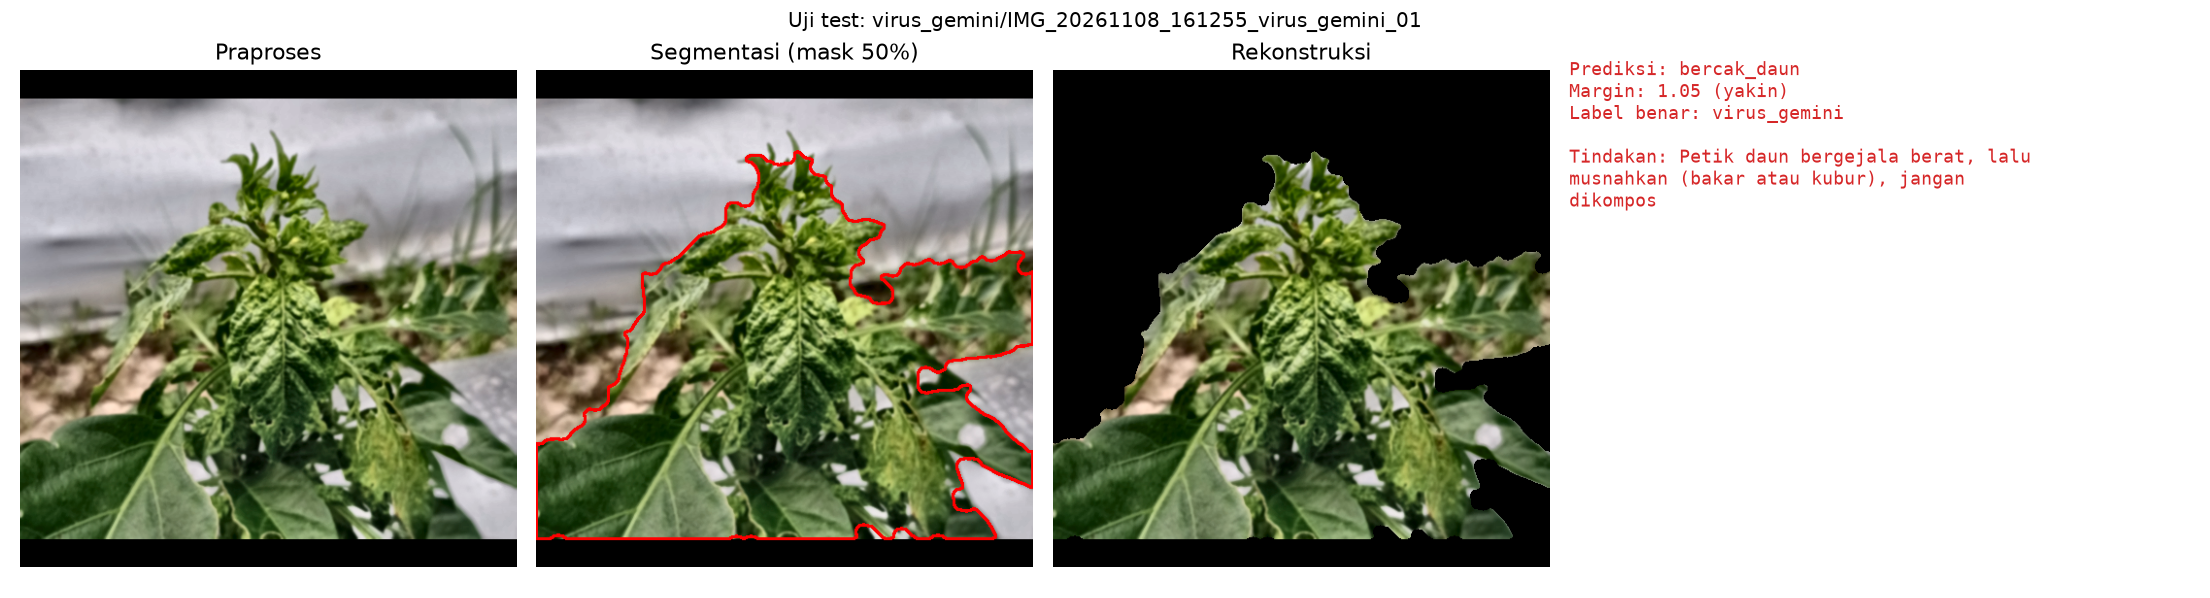 Uji test: virus_gemini/IMG_20261108_161255_virus_gemini_01
Praproses
Segmentasi (mask 50%)
Rekonstruksi
Prediksi: bercak_daun
Margin: 1.05 (yakin)
Label benar: virus_gemini
Tindakan: Petik daun bergejala berat, lalu
musnahkan (bakar atau kubur), jangan
dikompos